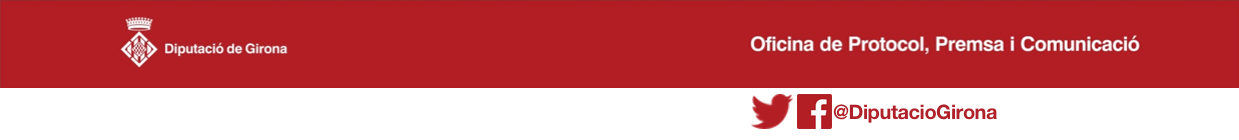 Diputació de Girona
Oficina de Protocol, Premsa i Comunicació
@DiputacioGirona